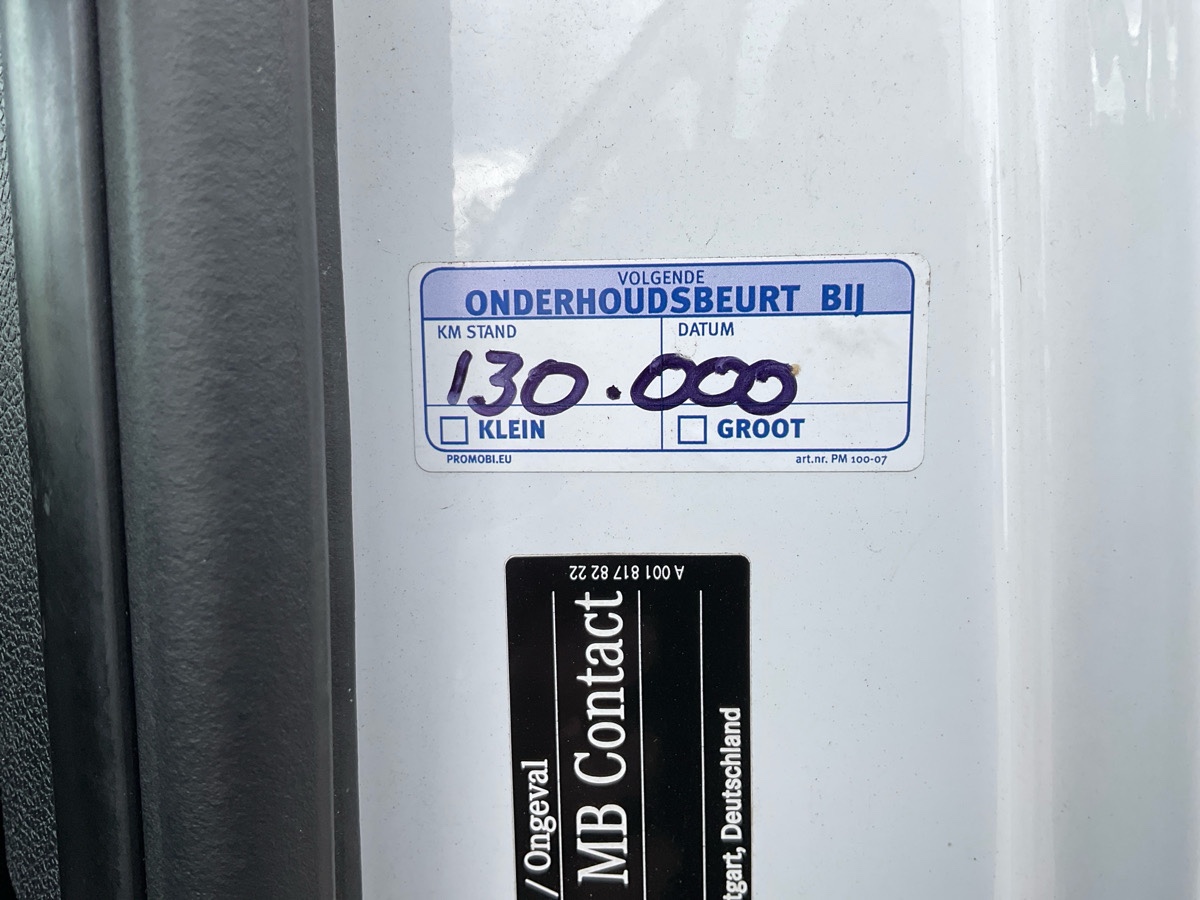 VOLGENDE
ONDERHOUDSBEURT BIJ
KM STAND DATUM
130.000
KLEIN GROOT
PROMOBI.EU art.nr. PM 100-07
A 001 817 82 22
/ Ongeval
MB Contact
Deutschland